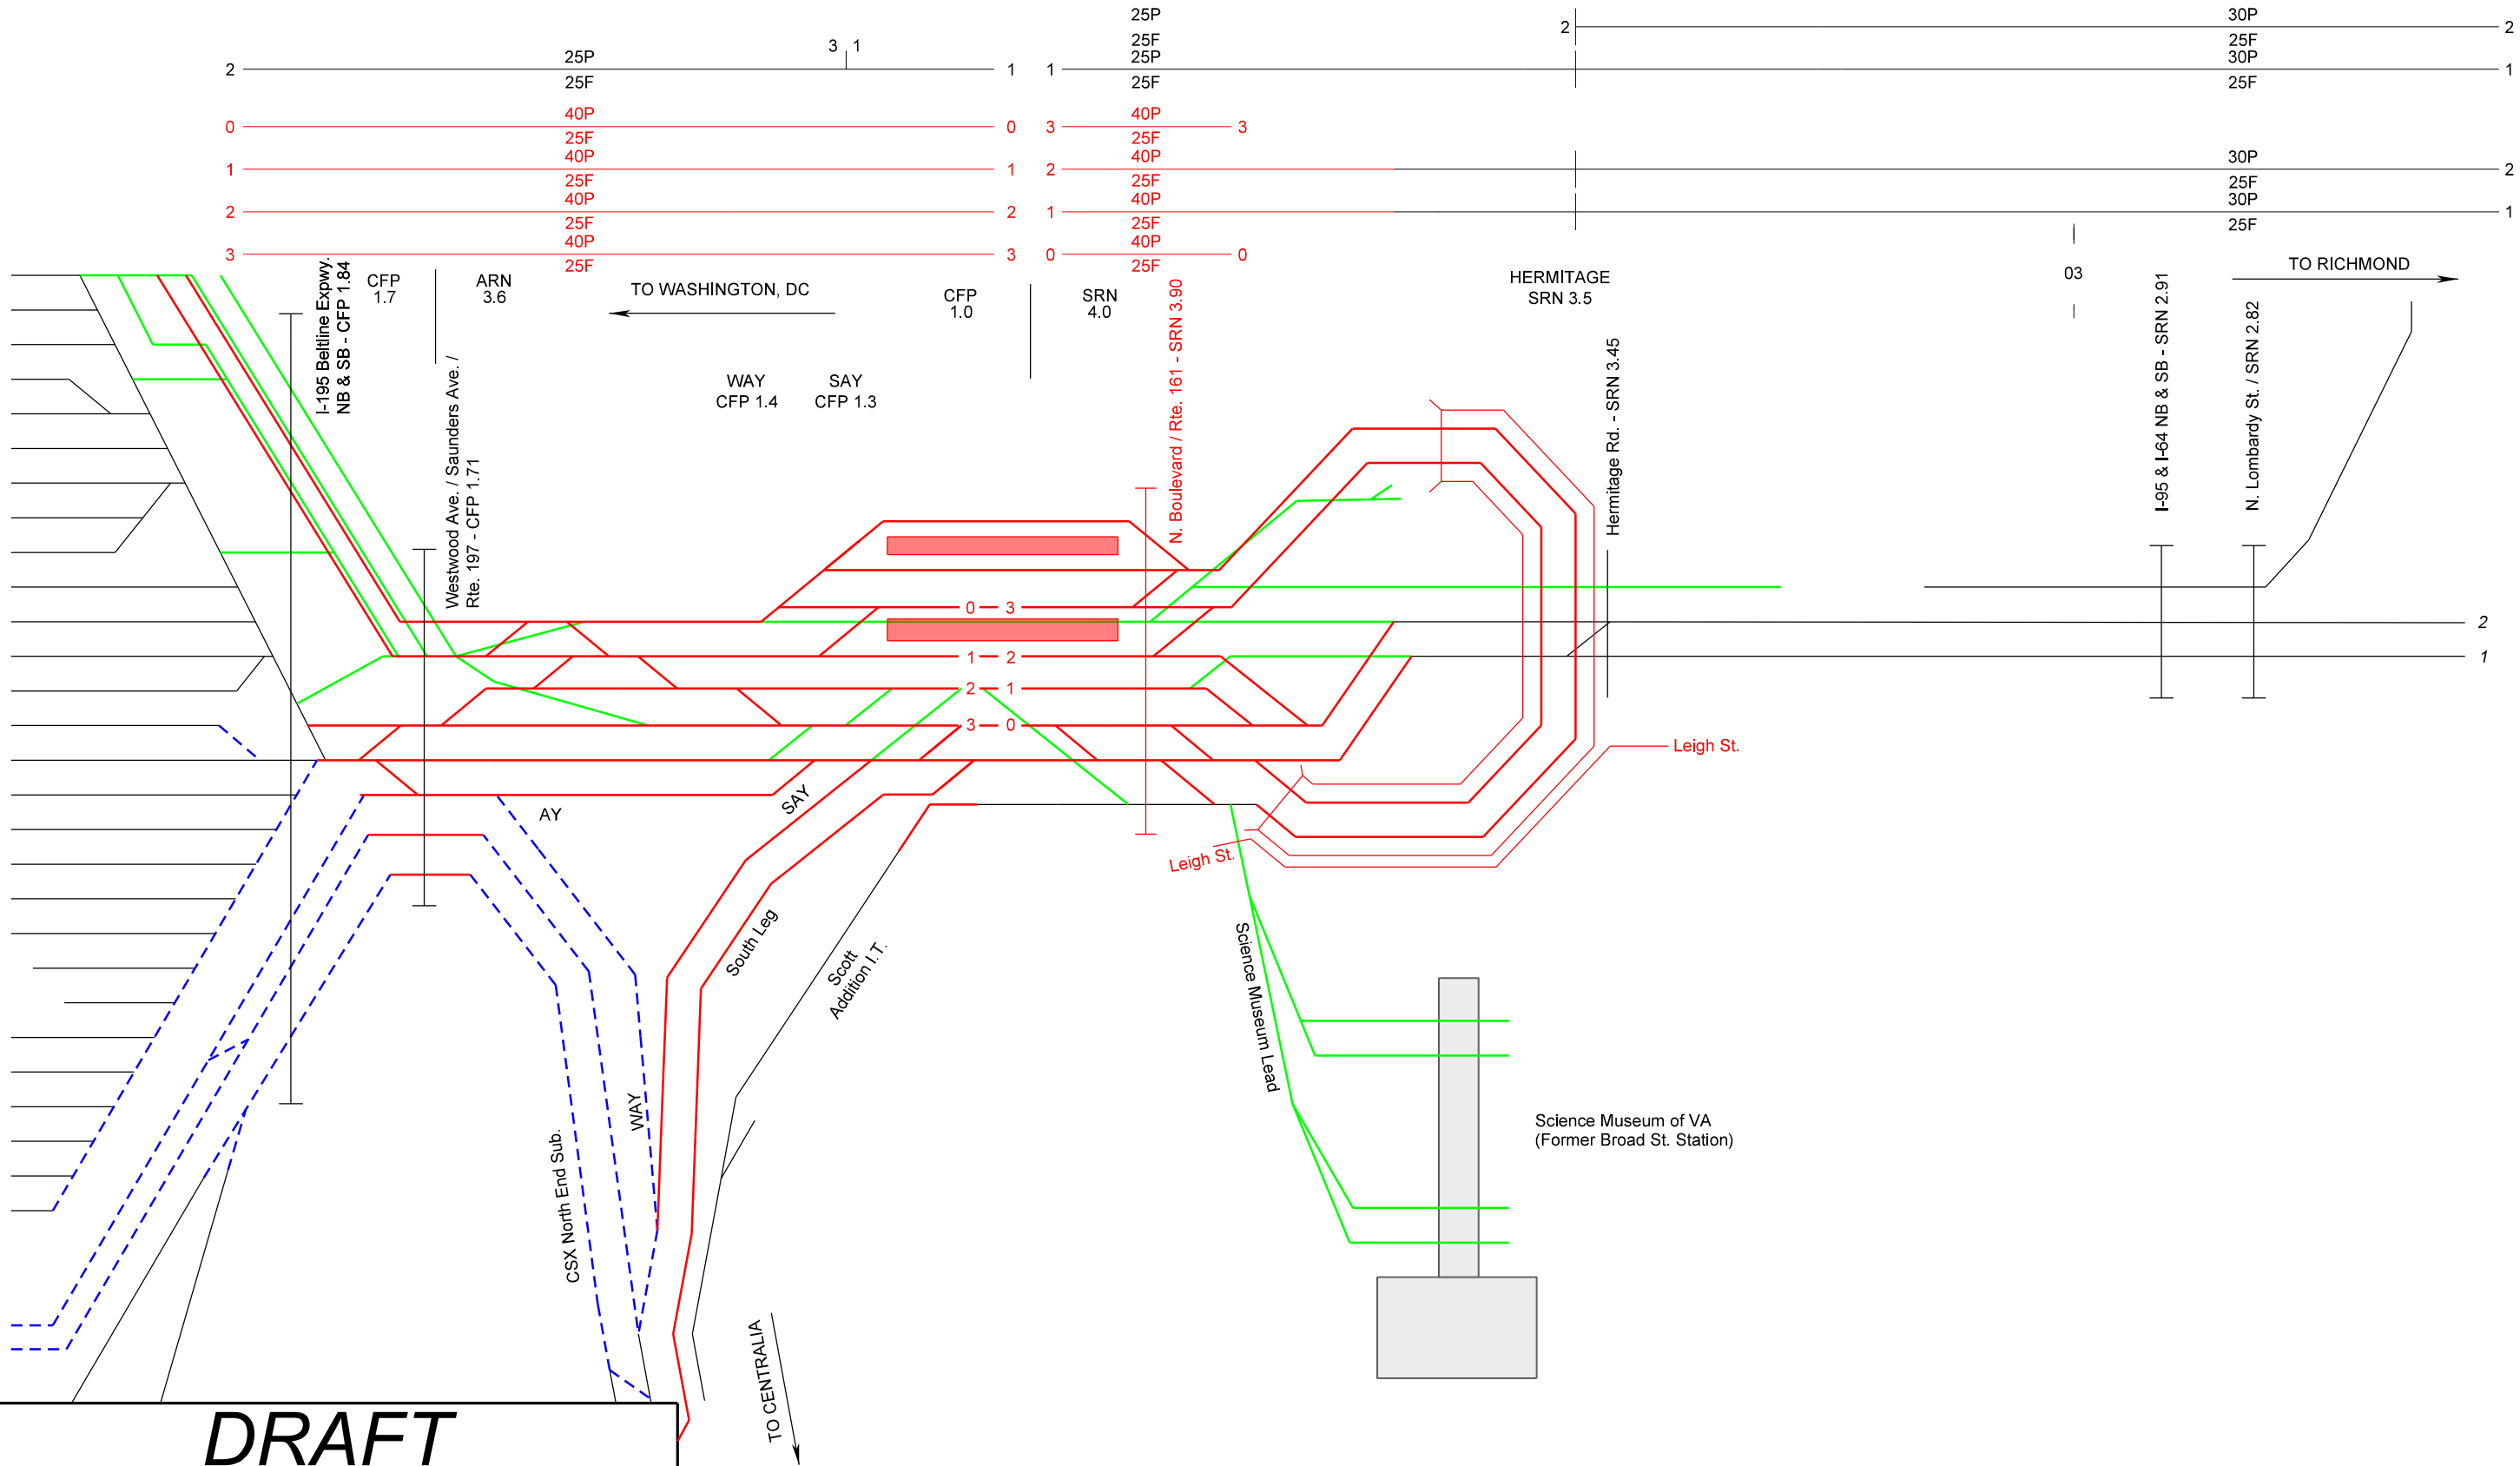 25P
30P
2
2
3 1
25F
25F
25P
25P
30P
2
1
1
1
25F
25F
25F
40P
40P
0
0
3
3
25F
25F
40P
40P
30P
1
1
2
2
25F
25F
25F
40P
40P
30P
2
2
1
1
25F
25F
25F
40P
40P
3
3
0
0
25F
25F
I-195 Beltline Expwy.
NB & SB - CFP 1.84
CFP
1.7
ARN
3.6
TO WASHINGTON, DC
CFP
1.0
SRN
4.0
N. Boulevard / Rte. 161 - SRN 3.90
HERMITAGE
SRN 3.5
03
TO RICHMOND
I-95 & I-64 NB & SB - SRN 2.91
N. Lombardy St. / SRN 2.82
Westwood Ave. / Saunders Ave. /
Rte. 197 - CFP 1.71
WAY
CFP 1.4
SAY
CFP 1.3
Hermitage Rd. - SRN 3.45
0 3
1 2
2 1
3 0
2
1
Leigh St.
AY
SAY
Leigh St.
South Leg
Scott
Addition I.T.
Science Museum Lead
WAY
CSX North End Sub.
Science Museum of VA
(Former Broad St. Station)
TO CENTRALIA
DRAFT